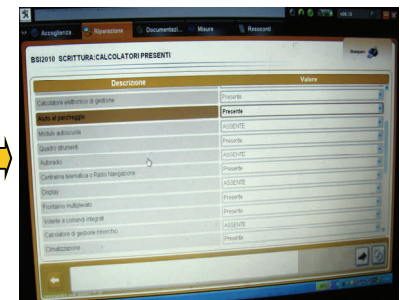 Accoglienza Riparazione Documentazi... Misure Resoconti
BSI2010 SCRITTURA:CALCOLATORI PRESENTI
Descrizione Valore
Calcolatore elettronico di gestione Presente
Aiuto al parcheggio Presente
Modulo autoscuola ASSENTE
Quadro strumenti Presente
Autoradio ASSENTE
Centralina telematica o Radio Navigazione Presente
Display ASSENTE
Frontalino multiplexato Presente
Volante a comandi integrati Presente
Calcolatore di gestione rimorchio ASSENTE
Climatizzazione Presente